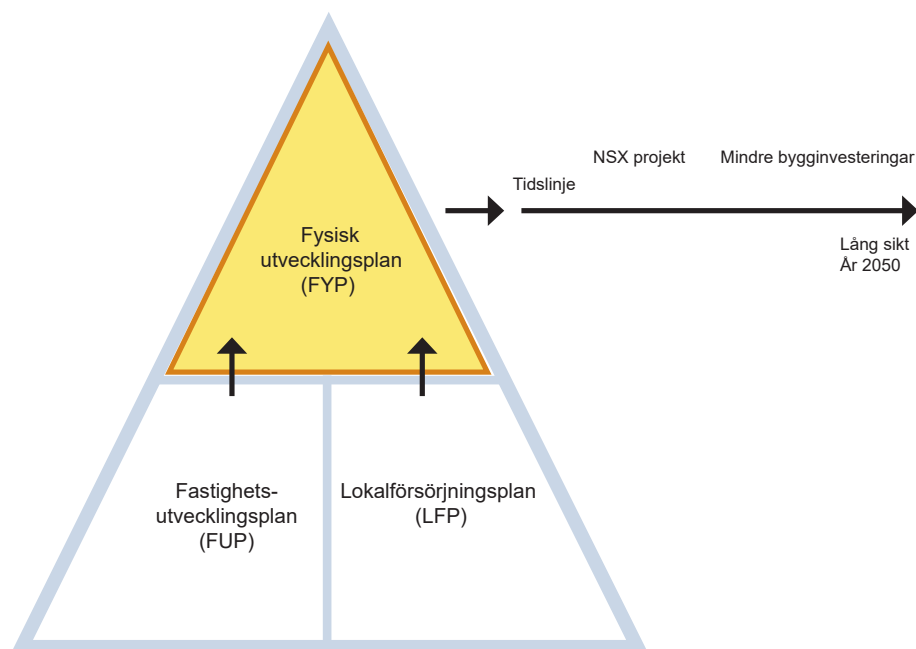 NSX projekt
Mindre bygginvesteringar
Tidslinje
Fysisk
utvecklingsplan
(FYP)
Lång sikt
År 2050
Fastighets-
utvecklingsplan
(FUP)
Lokalförsörjningsplan
(LFP)